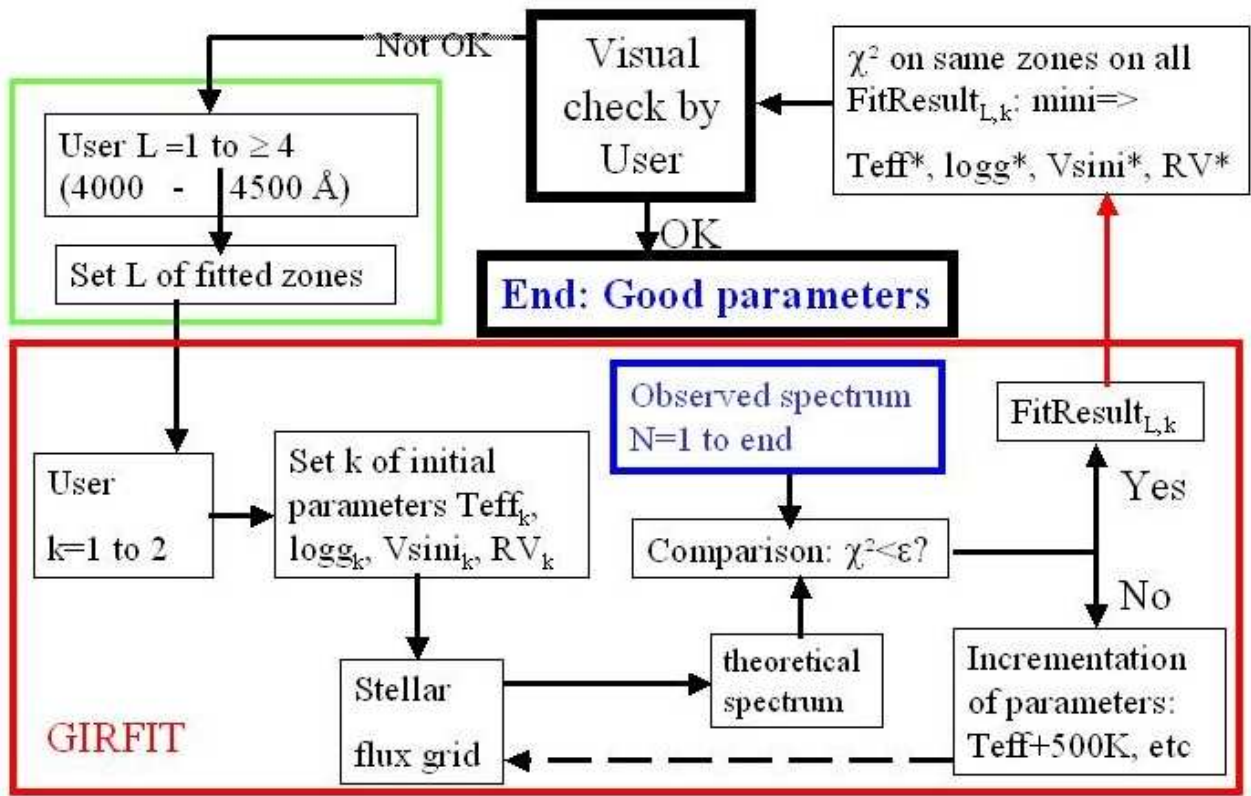 Not OK
Visual
check by
User
χ² on same zones on all
FitResult_L,k: mini=>
Teff*, logg*, Vsini*, RV*
User L =1 to ≥ 4
(4000 - 4500 Å)
Set L of fitted zones
OK
End: Good parameters
Observed spectrum
N=1 to end
FitResult_L,k
User
k=1 to 2
Set k of initial
parameters Teff_k,
logg_k, Vsini_k, RV_k
Comparison: χ²<ε?
Yes
No
Stellar
flux grid
theoretical
spectrum
Incrementation
of parameters:
Teff+500K, etc
GIRFIT